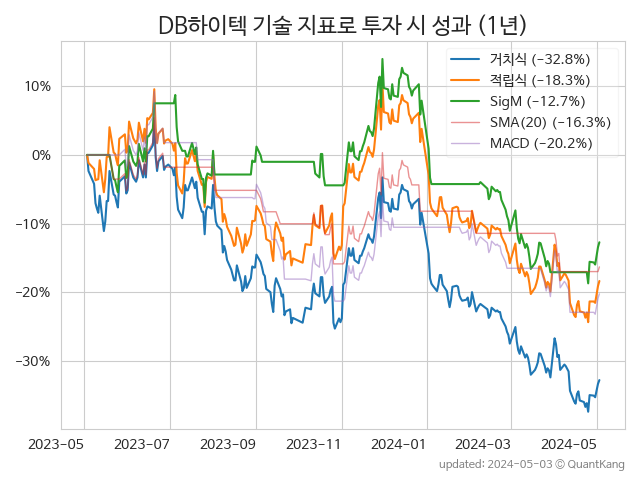 DB하이텍 기술 지표로 투자 시 성과 (1년)
거치식 (−32.8%)
적립식 (−18.3%)
SigM (−12.7%)
SMA(20) (−16.3%)
MACD (−20.2%)
10%
0%
−10%
−20%
−30%
2023-05 2023-07 2023-09 2023-11 2024-01 2024-03 2024-05
updated: 2024-05-03 ⓒ QuantKang